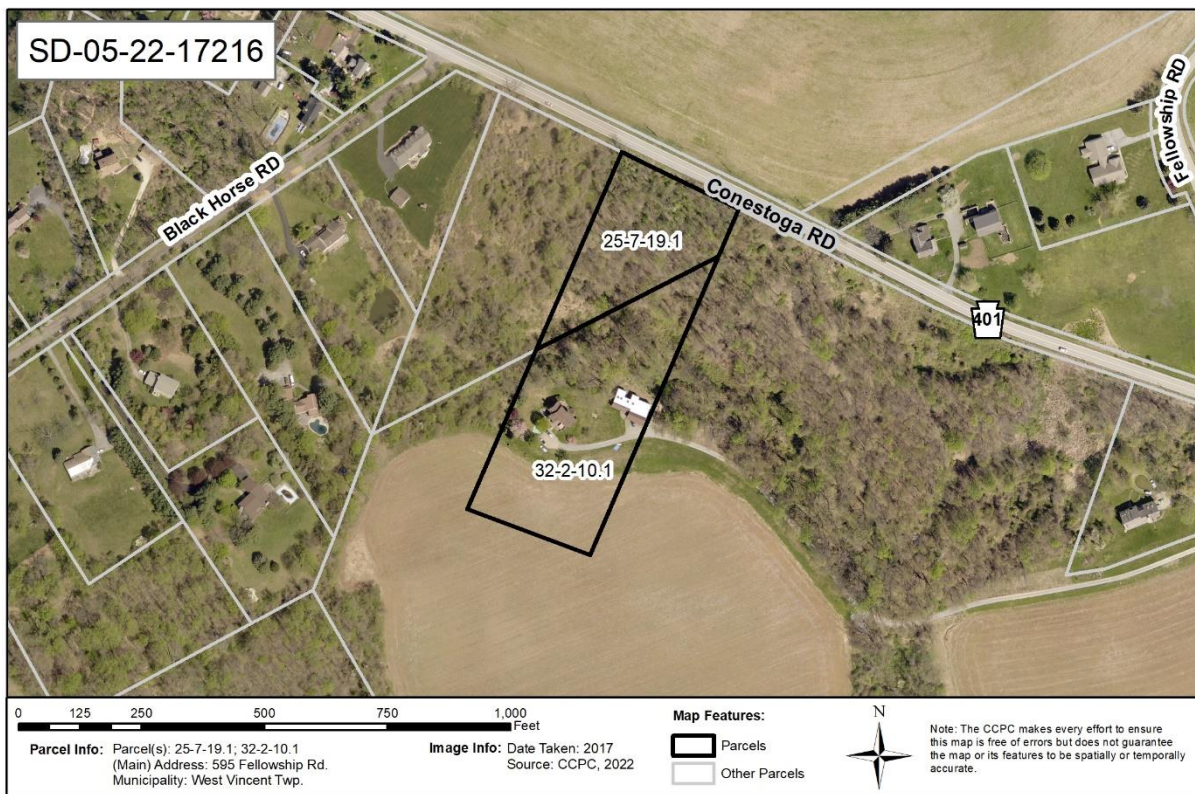 SD-05-22-17216
Fellowship RD
Black Horse RD
Conestoga RD
25-7-19.1
401
32-2-10.1
0 125 250 500 750 1,000
Feet
Parcel Info: Parcel(s): 25-7-19.1; 32-2-10.1
(Main) Address: 595 Fellowship Rd.
Municipality: West Vincent Twp.
Image Info: Date Taken: 2017
Source: CCPC, 2022
Map Features:
Parcels
Other Parcels
N
Note: The CCPC makes every effort to ensure
this map is free of errors but does not guarantee
the map or its features to be spatially or temporally
accurate.